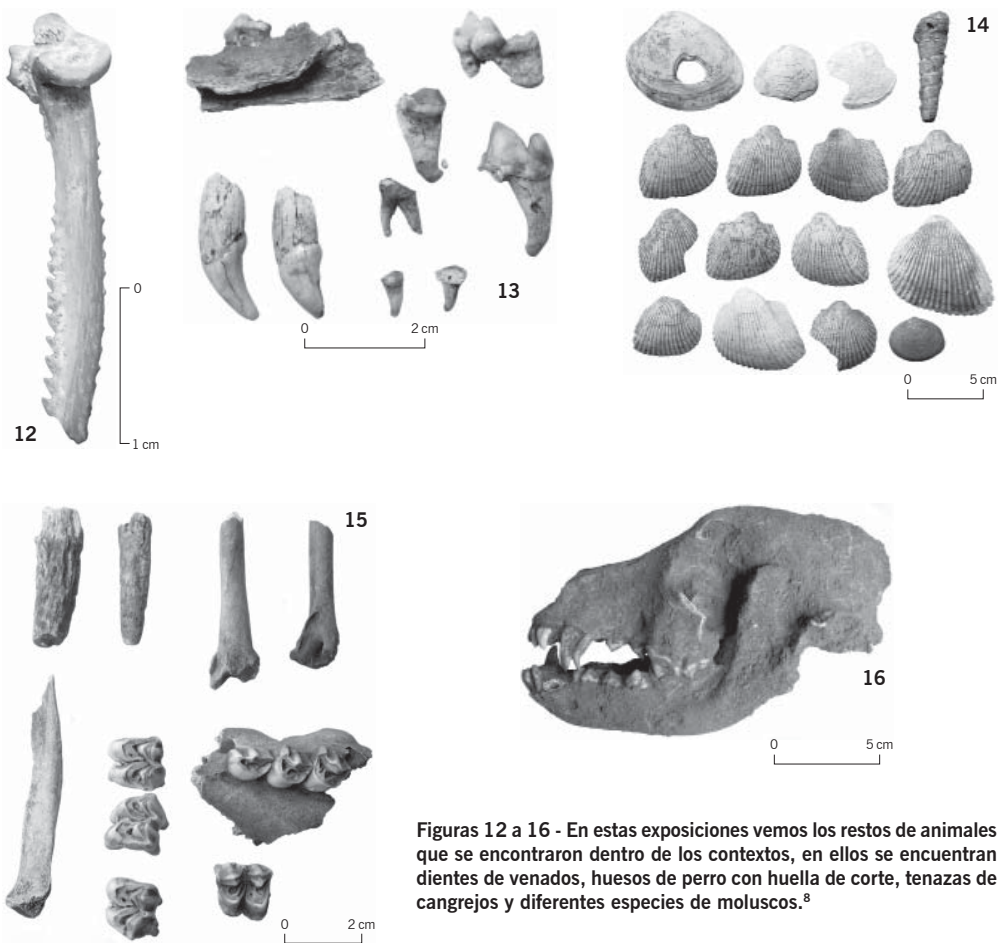 14
13
0
2 cm
0
0
5 cm
12
1 cm
15
16
0
5 cm
0
2 cm
Figuras 12 a 16 - En estas exposiciones vemos los restos de animales
que se encontraron dentro de los contextos, en ellos se encuentran
dientes de venados, huesos de perro con huella de corte, tenazas de
cangrejos y diferentes especies de moluscos.⁸